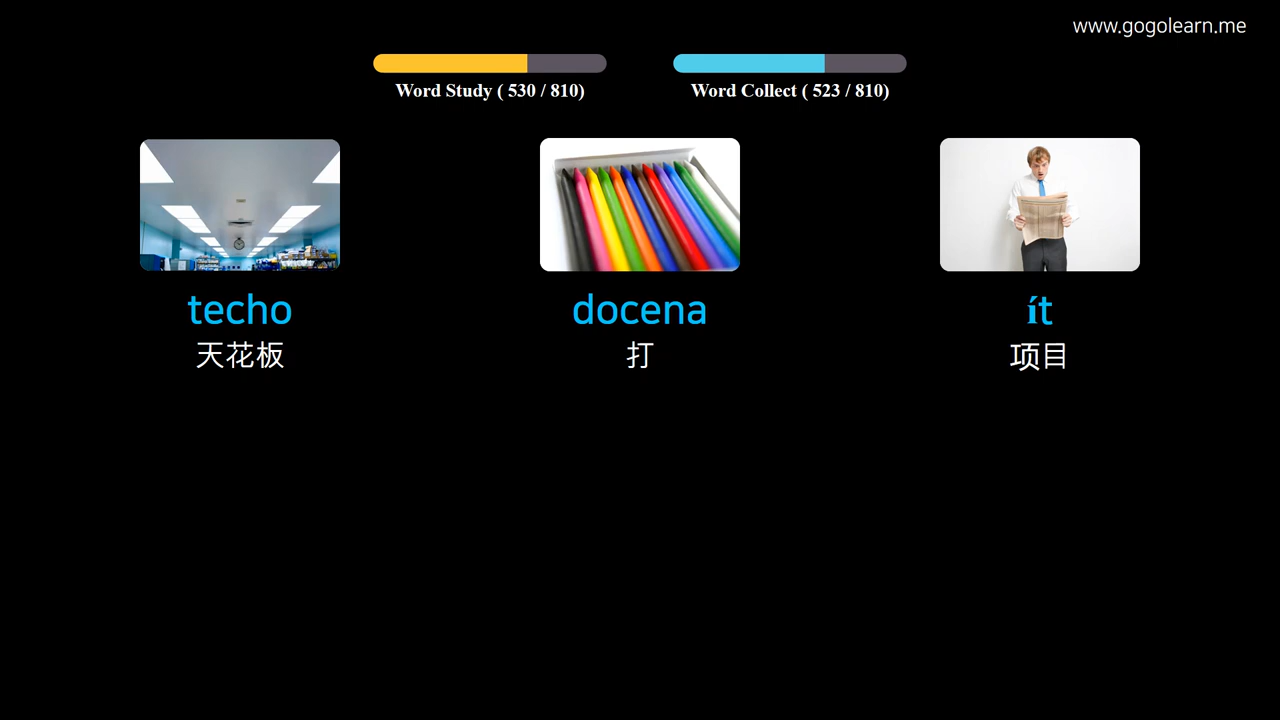 www.gogolearn.me
Word Study ( 530 / 810)
Word Collect ( 523 / 810)
techo
天花板
docena
打
ít
项目